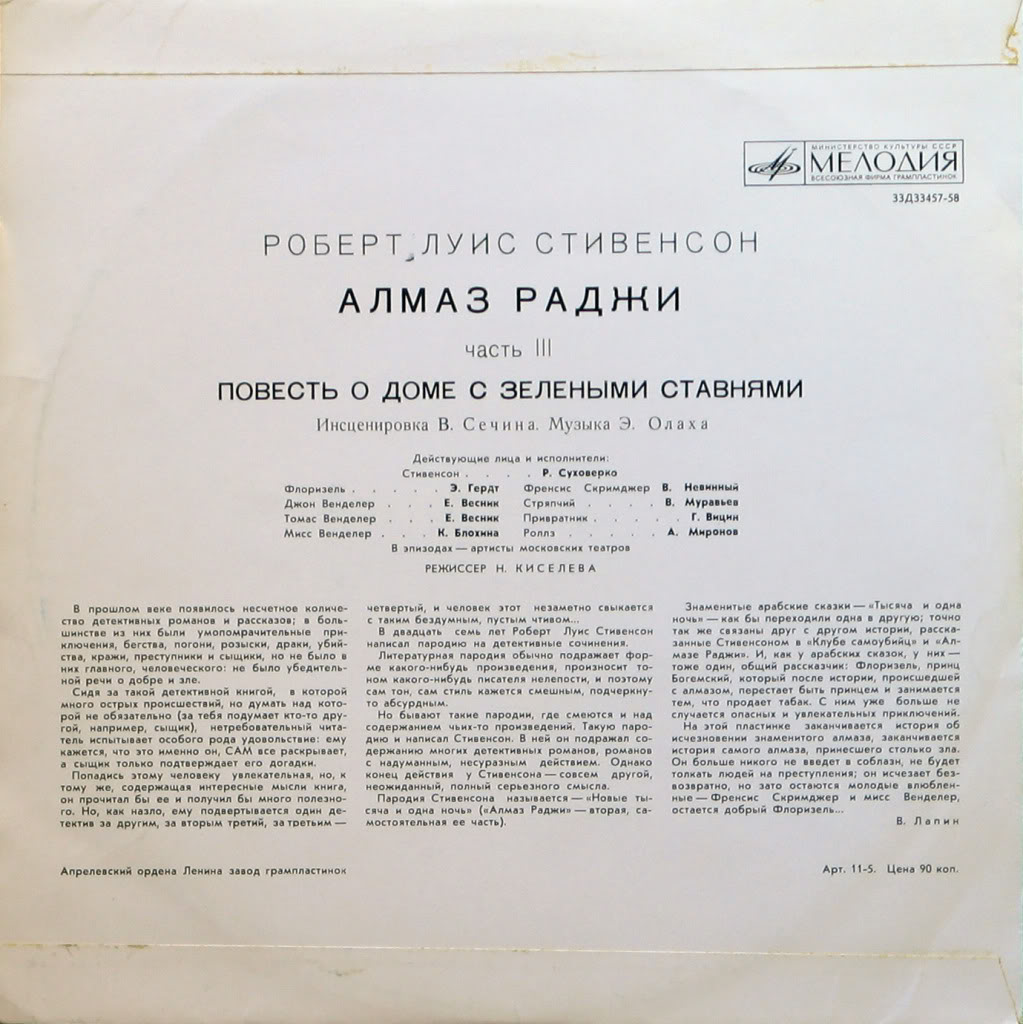 МИНИСТЕРСТВО КУЛЬТУРЫ СССР
МЕЛОДИЯ
ВСЕСОЮЗНАЯ ФИРМА ГРАМПЛАСТИНОК
33Д33457-58
РОБЕРТ ЛУИС СТИВЕНСОН
АЛМАЗ РАДЖИ
часть III
ПОВЕСТЬ О ДОМЕ С ЗЕЛЕНЫМИ СТАВНЯМИ
Инсценировка В. Сечина. Музыка Э. Олаха
Действующие лица и исполнители:
Стивенсон . . . . Р. Суховерко
Флоризель . . . . . Э. Гердт
Джон Венделер . . . Е. Весник
Томас Венделер . . . Е. Весник
Мисс Венделер . . . К. Блохина
Френсис Скримджер В. Невинный
Стряпчий . . . . В. Муравьев
Привратник . . . . . Г. Вицин
Роллз . . . . . А. Миронов
В эпизодах — артисты московских театров
РЕЖИССЕР Н. КИСЕЛЕВА
В прошлом веке появилось несчетное количе-
ство детективных романов и рассказов; в боль-
шинстве из них были умопомрачительные при-
ключения, бегства, погони, розыски, драки, убий-
ства, кражи, преступники и сыщики, но не было в
них главного, человеческого: не было убедитель-
ной речи о добре и зле.
Сидя за такой детективной книгой, в которой
много острых происшествий, но думать над кото-
рой не обязательно (за тебя подумает кто-то дру-
гой, например, сыщик), нетребовательный чита-
тель испытывает особого рода удовольствие: ему
кажется, что это именно он, САМ все раскрывает,
а сыщик только подтверждает его догадки.
Попадись этому человеку увлекательная, но, к
тому же, содержащая интересные мысли книга,
он прочитал бы ее и получил бы много полезно-
го. Но, как назло, ему подвертывается один де-
тектив за другим, за вторым третий, за третьим —
четвертый, и человек этот незаметно свыкается
с таким бездумным, пустым чтивом...
В двадцать семь лет Роберт Луис Стивенсон
написал пародию на детективные сочинения.
Литературная пародия обычно подражает фор-
ме какого-нибудь произведения, произносит то-
ном какого-нибудь писателя нелепости, и поэтому
сам тон, сам стиль кажется смешным, подчеркну-
то абсурдным.
Но бывают такие пародии, где смеются и над
содержанием чьих-то произведений. Такую паро-
дию и написал Стивенсон. В ней он подражал со-
держанию многих детективных романов, романов
с надуманным, несуразным действием. Однако
конец действия у Стивенсона — совсем другой,
неожиданный, полный серьезного смысла.
Пародия Стивенсона называется — «Новые ты-
сяча и одна ночь» («Алмаз Раджи» — вторая, са-
мостоятельная ее часть).
Знаменитые арабские сказки — «Тысяча и одна
ночь» — как бы переходили одна в другую; точно
так же связаны друг с другом истории, расска-
занные Стивенсоном в «Клубе самоубийц» и «Ал-
мазе Раджи». И, как у арабских сказок, у них —
тоже один, общий рассказчик: Флоризель, принц
Богемский, который после истории, происшедшей
с алмазом, перестает быть принцем и занимается
тем, что продает табак. С ним уже больше не
случается опасных и увлекательных приключений.
На этой пластинке заканчивается история об
исчезновении знаменитого алмаза, заканчивается
история самого алмаза, принесшего столько зла.
Он больше никого не введет в соблазн, не будет
толкать людей на преступления; он исчезает без-
возвратно, но зато остаются молодые влюблен-
ные — Френсис Скримджер и мисс Венделер,
остается добрый Флоризель...
В. Лапин
Апрелевский ордена Ленина завод грампластинок
Арт. 11-5. Цена 90 коп.